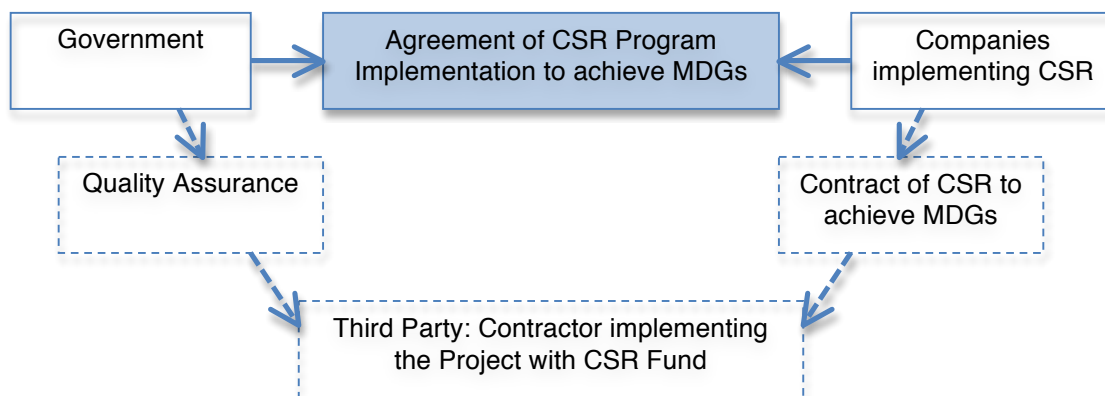 Government
Agreement of CSR Program
Implementation to achieve MDGs
Companies
implementing CSR
Quality Assurance
Contract of CSR to
achieve MDGs
Third Party: Contractor implementing
the Project with CSR Fund